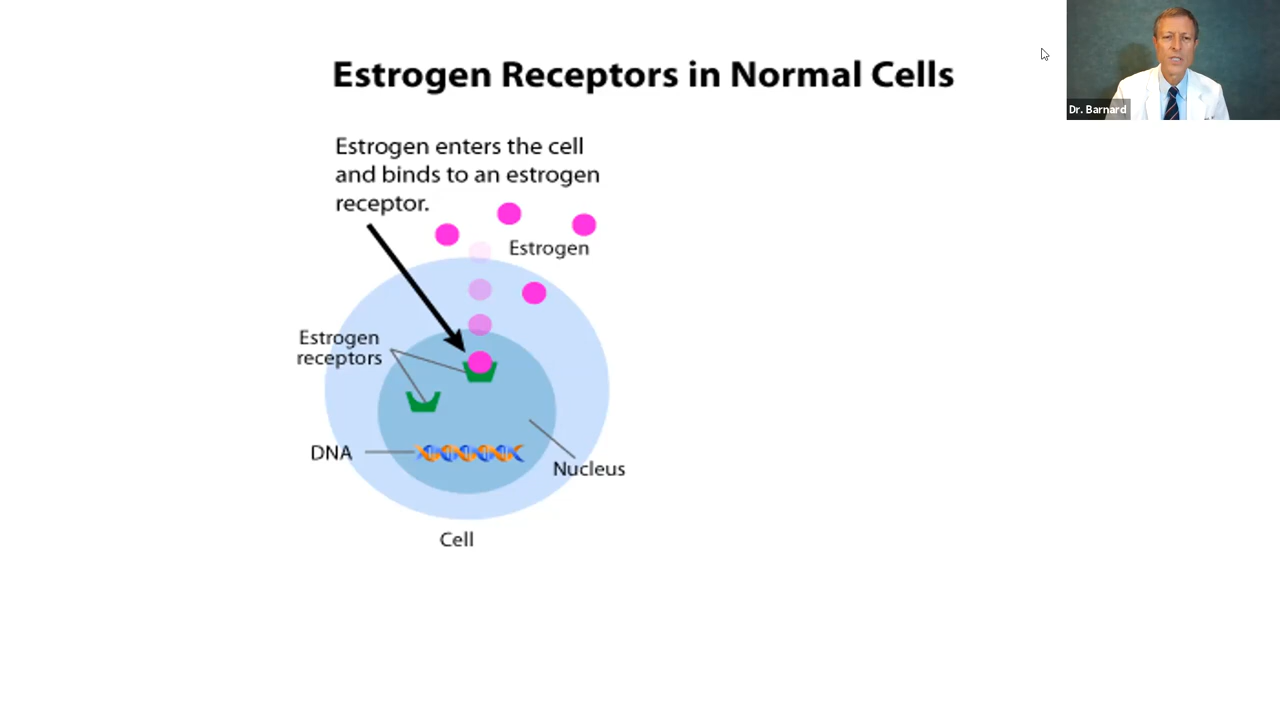 Estrogen Receptors in Normal Cells
Dr. Barnard
Estrogen enters the cell
and binds to an estrogen
receptor.
Estrogen
Estrogen
receptors
DNA
Nucleus
Cell